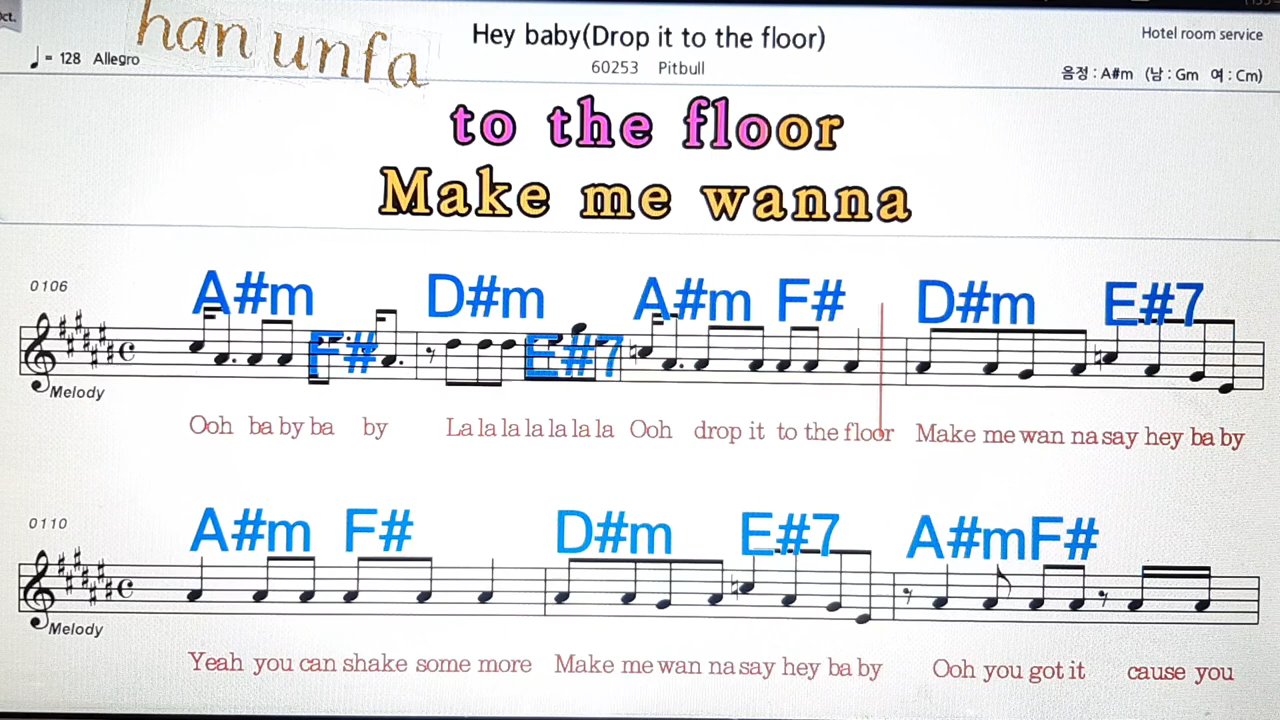 ct.
han unfa
Hey baby(Drop it to the floor)
Hotel room service
♩ = 128 Allegro
60253 Pitbull
음정 : A#m (남 : Gm 여 : Cm)
to the floor
Make me wanna
0106
A#m F# D#m E#7 A#m F# D#m E#7
Melody
Ooh ba by ba by La la la la la la la Ooh drop it to the floor Make me wan na say hey ba by
0110
A#m F# D#m E#7 A#m F#
Melody
Yeah you can shake some more Make me wan na say hey ba by Ooh you got it cause you